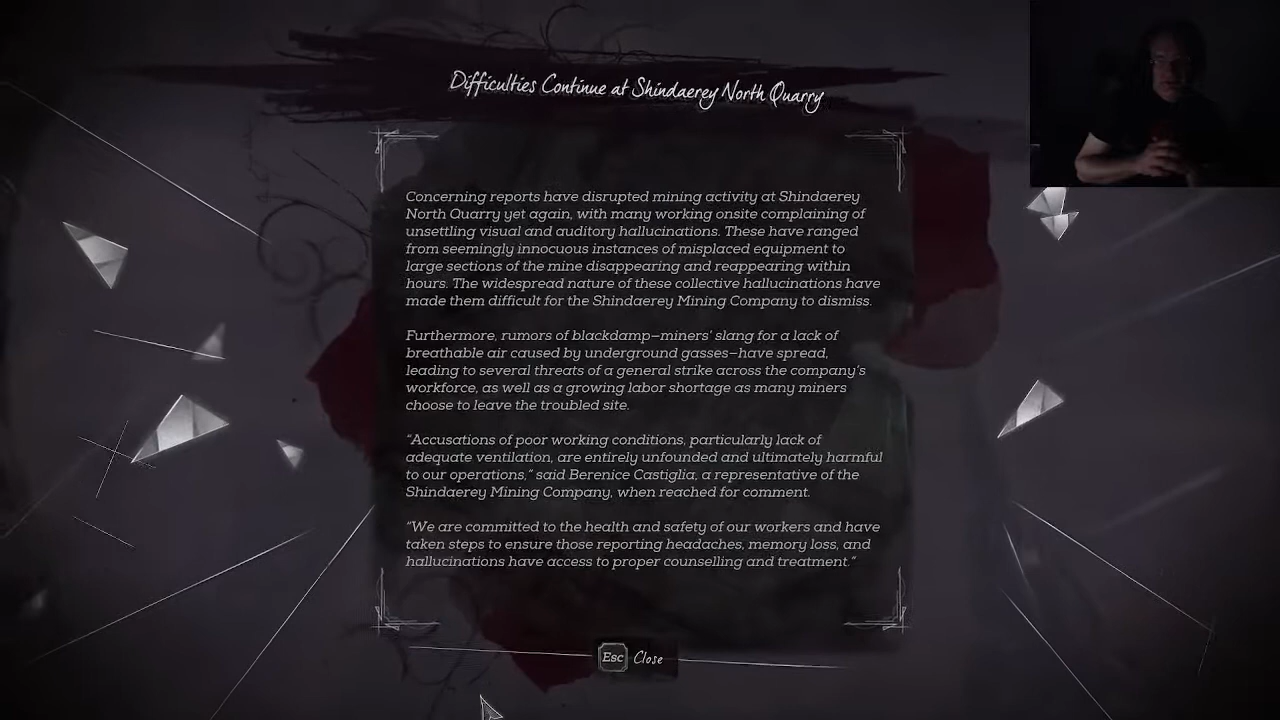 Difficulties Continue at Shindaerey North Quarry
Concerning reports have disrupted mining activity at Shindaerey
North Quarry yet again, with many working onsite complaining of
unsettling visual and auditory hallucinations. These have ranged
from seemingly innocuous instances of misplaced equipment to
large sections of the mine disappearing and reappearing within
hours. The widespread nature of these collective hallucinations have
made them difficult for the Shindaerey Mining Company to dismiss.
Furthermore, rumors of blackdamp—miners' slang for a lack of
breathable air caused by underground gasses—have spread,
leading to several threats of a general strike across the company's
workforce, as well as a growing labor shortage as many miners
choose to leave the troubled site.
"Accusations of poor working conditions, particularly lack of
adequate ventilation, are entirely unfounded and ultimately harmful
to our operations," said Berenice Castiglia, a representative of the
Shindaerey Mining Company, when reached for comment.
"We are committed to the health and safety of our workers and have
taken steps to ensure those reporting headaches, memory loss, and
hallucinations have access to proper counselling and treatment."
Esc Close